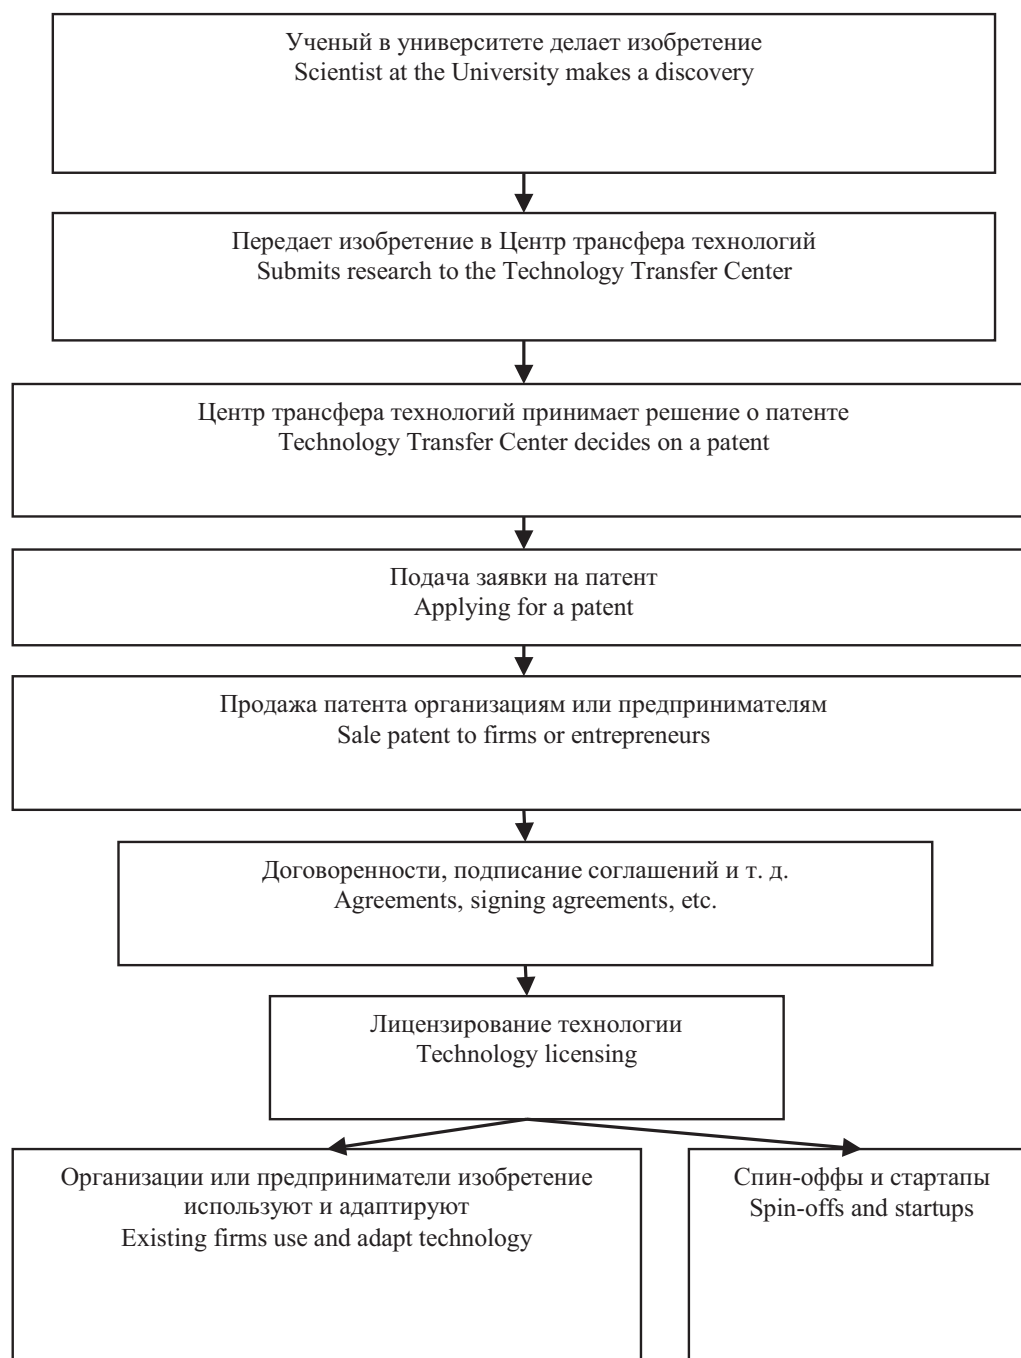 Ученый в университете делает изобретение
Scientist at the University makes a discovery
Передает изобретение в Центр трансфера технологий
Submits research to the Technology Transfer Center
Центр трансфера технологий принимает решение о патенте
Technology Transfer Center decides on a patent
Подача заявки на патент
Applying for a patent
Продажа патента организациям или предпринимателям
Sale patent to firms or entrepreneurs
Договоренности, подписание соглашений и т. д.
Agreements, signing agreements, etc.
Лицензирование технологии
Technology licensing
Организации или предприниматели изобретение
используют и адаптируют
Existing firms use and adapt technology
Спин-оффы и стартапы
Spin-offs and startups